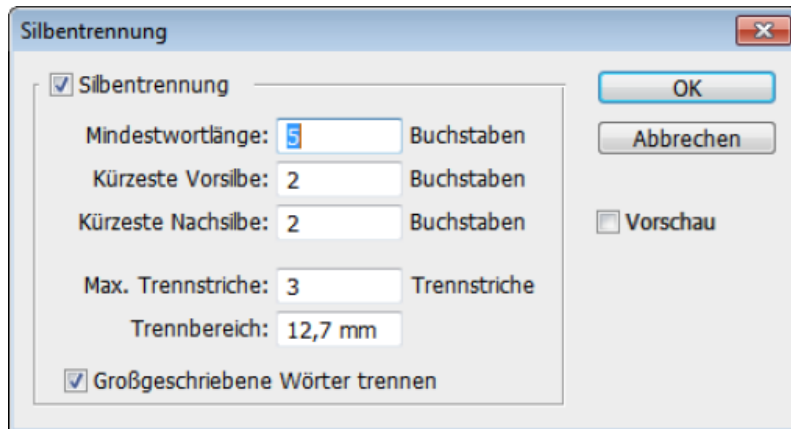 Silbentrennung
Silbentrennung
OK
Mindestwortlänge: 5 Buchstaben
Abbrechen
Kürzeste Vorsilbe: 2 Buchstaben
Kürzeste Nachsilbe: 2 Buchstaben
Vorschau
Max. Trennstriche: 3 Trennstriche
Trennbereich: 12,7 mm
Großgeschriebene Wörter trennen